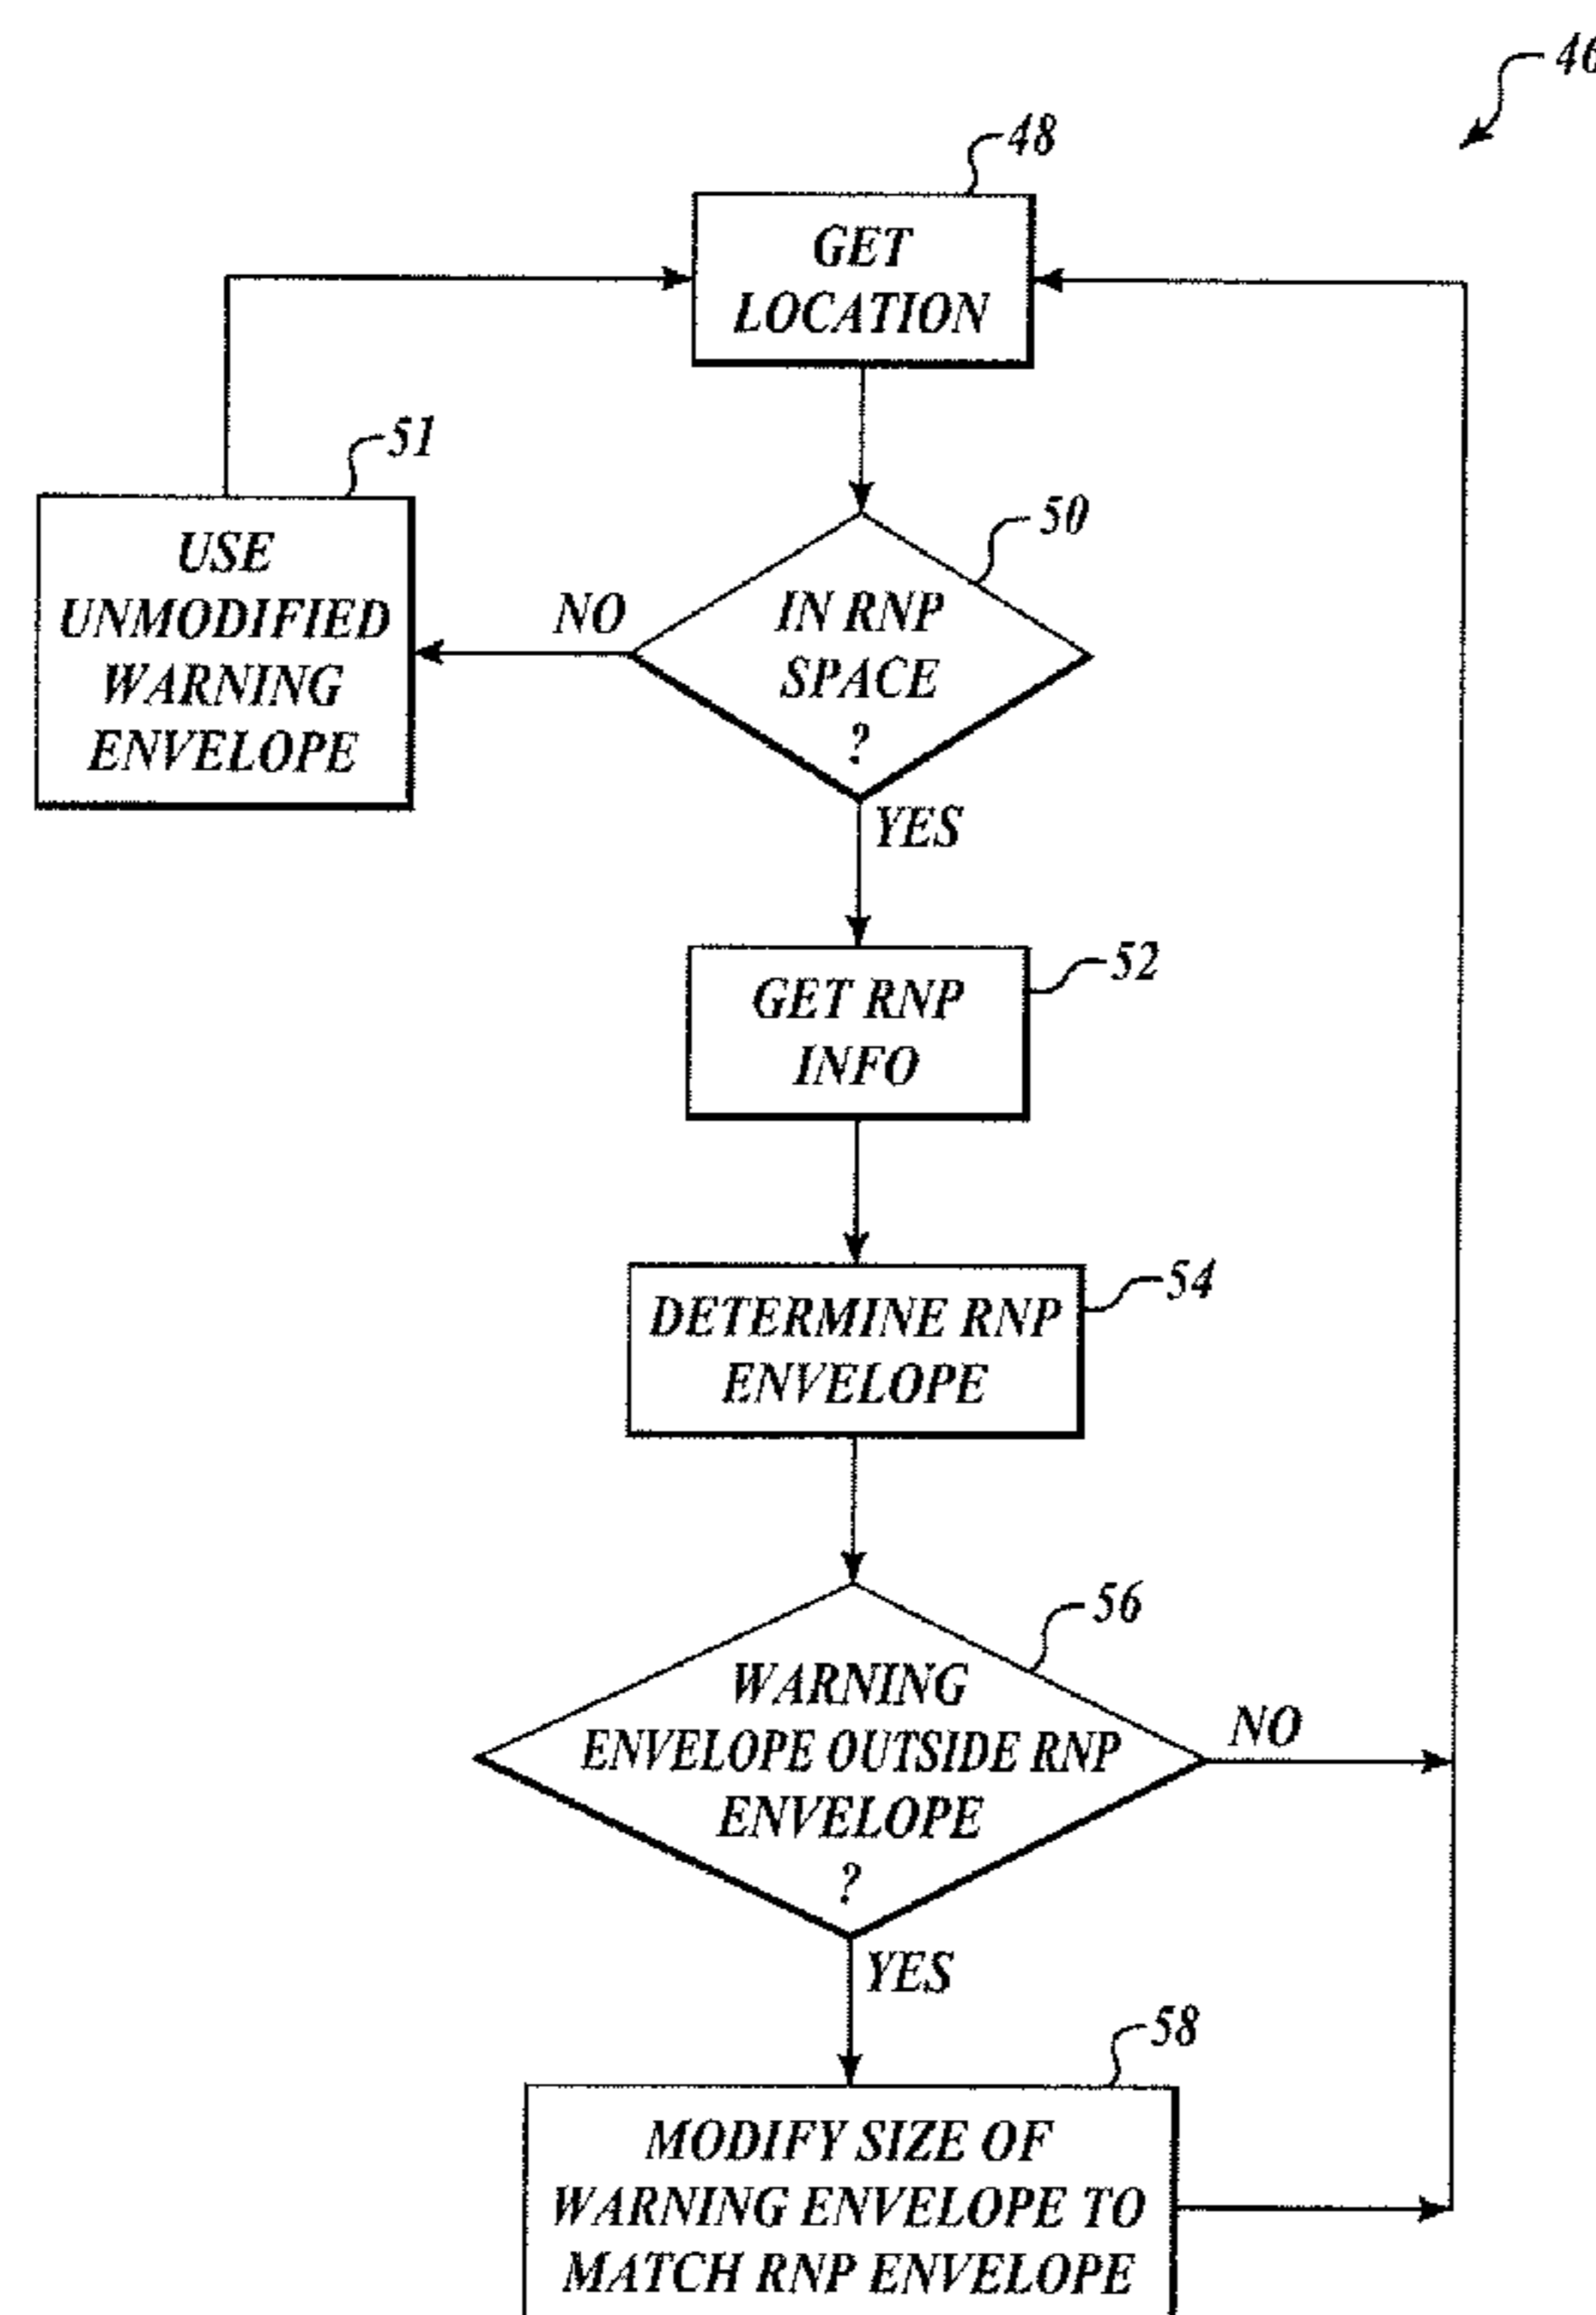 46
48
GET
LOCATION
51
USE
UNMODIFIED
WARNING
ENVELOPE
50
NO
IN RNP
SPACE
?
YES
52
GET RNP
INFO
54
DETERMINE RNP
ENVELOPE
56
WARNING
ENVELOPE OUTSIDE RNP
ENVELOPE
?
NO
YES
58
MODIFY SIZE OF
WARNING ENVELOPE TO
MATCH RNP ENVELOPE